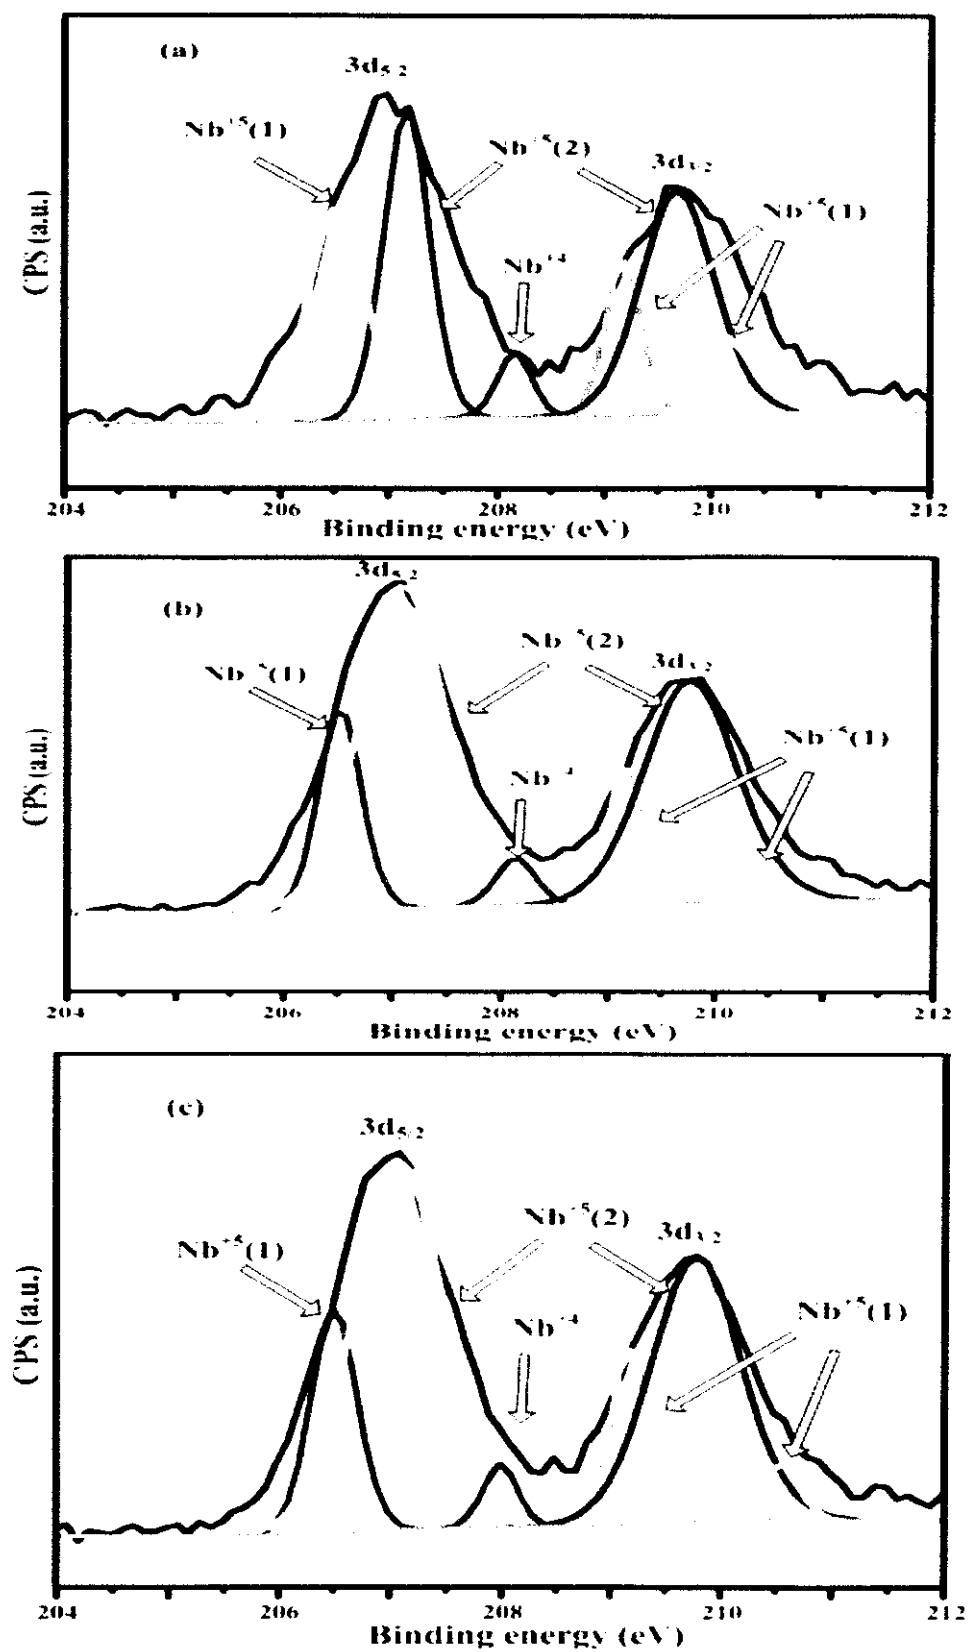 (a)
3d5/2
Nb+5(1)
Nb+5(2)
3d3/2
Nb+5(1)
Nb+4
CPS (a.u.)
204 206 208 210 212
Binding energy (eV)
3d5/2
(b)
Nb+5(2)
Nb+5(1)
3d3/2
Nb+5(1)
Nb+4
CPS (a.u.)
204 206 208 210 212
Binding energy (eV)
(c)
3d5/2
Nb+5(2)
3d3/2
Nb+5(1)
Nb+4
Nb+5(1)
CPS (a.u.)
204 206 208 210 212
Binding energy (eV)